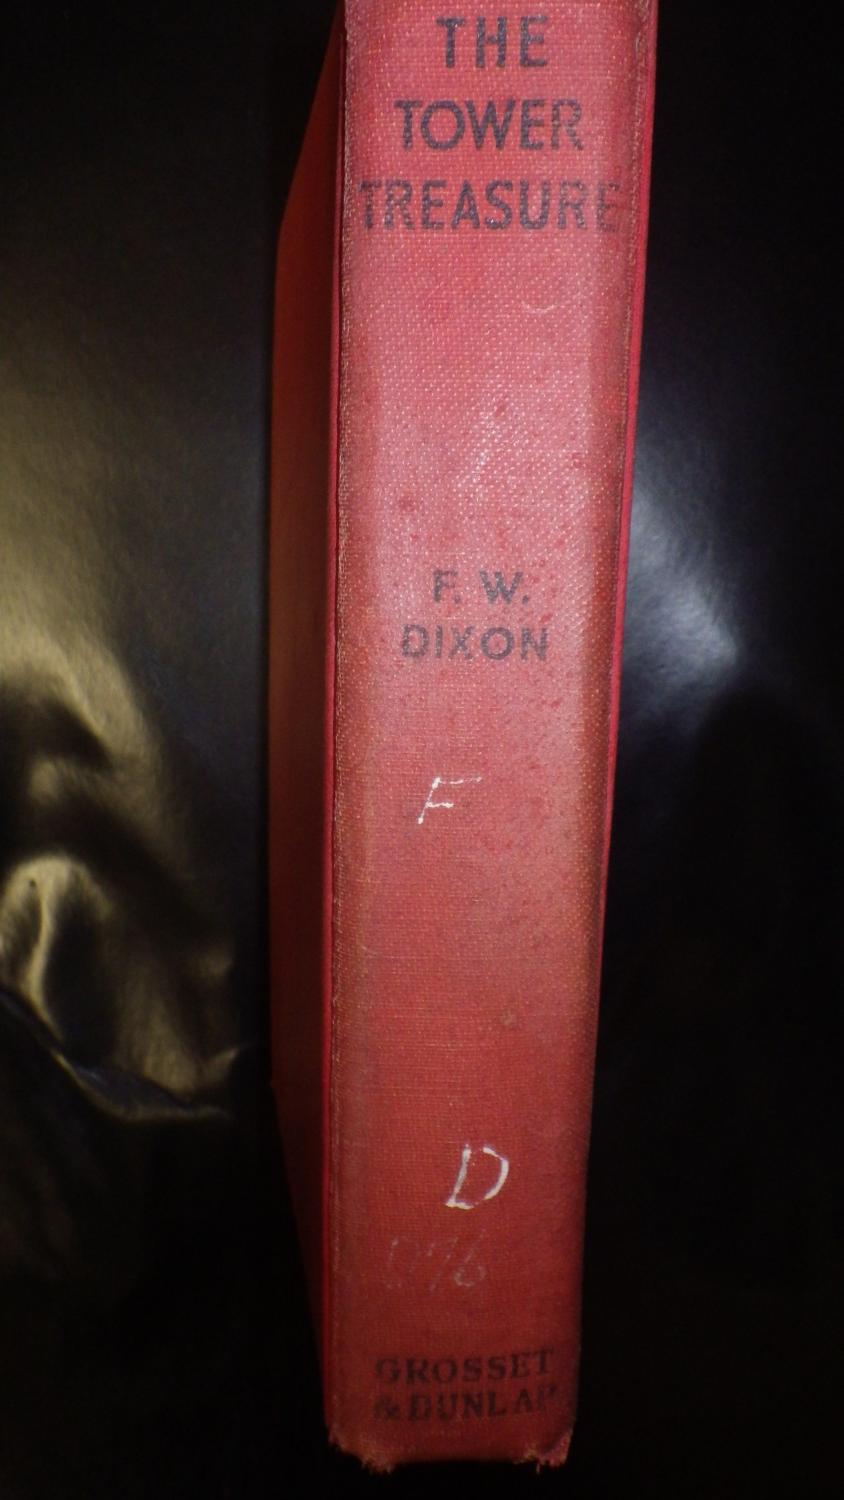 THE
TOWER
TREASURE
F. W.
DIXON
F
D
GROSSET
& DUNLAP